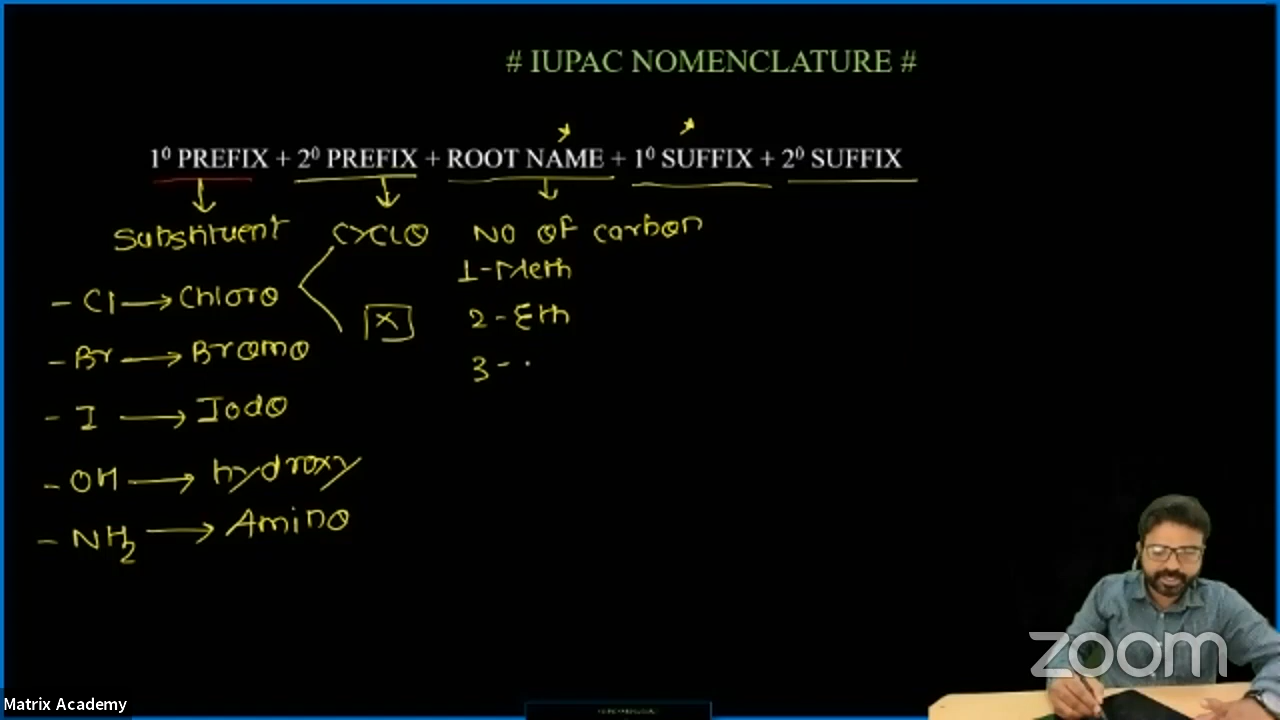 # IUPAC NOMENCLATURE #
1⁰ PREFIX + 2⁰ PREFIX + ROOT NAME + 1⁰ SUFFIX + 2⁰ SUFFIX
Substituent
CYCLO
NO OF carbon
1-Meth
- Cl → Chloro
2-Eth
X
- Br → Bromo
3-
- I → Iodo
- OH → hydroxy
- NH₂ → Amino
zoom
Matrix Academy